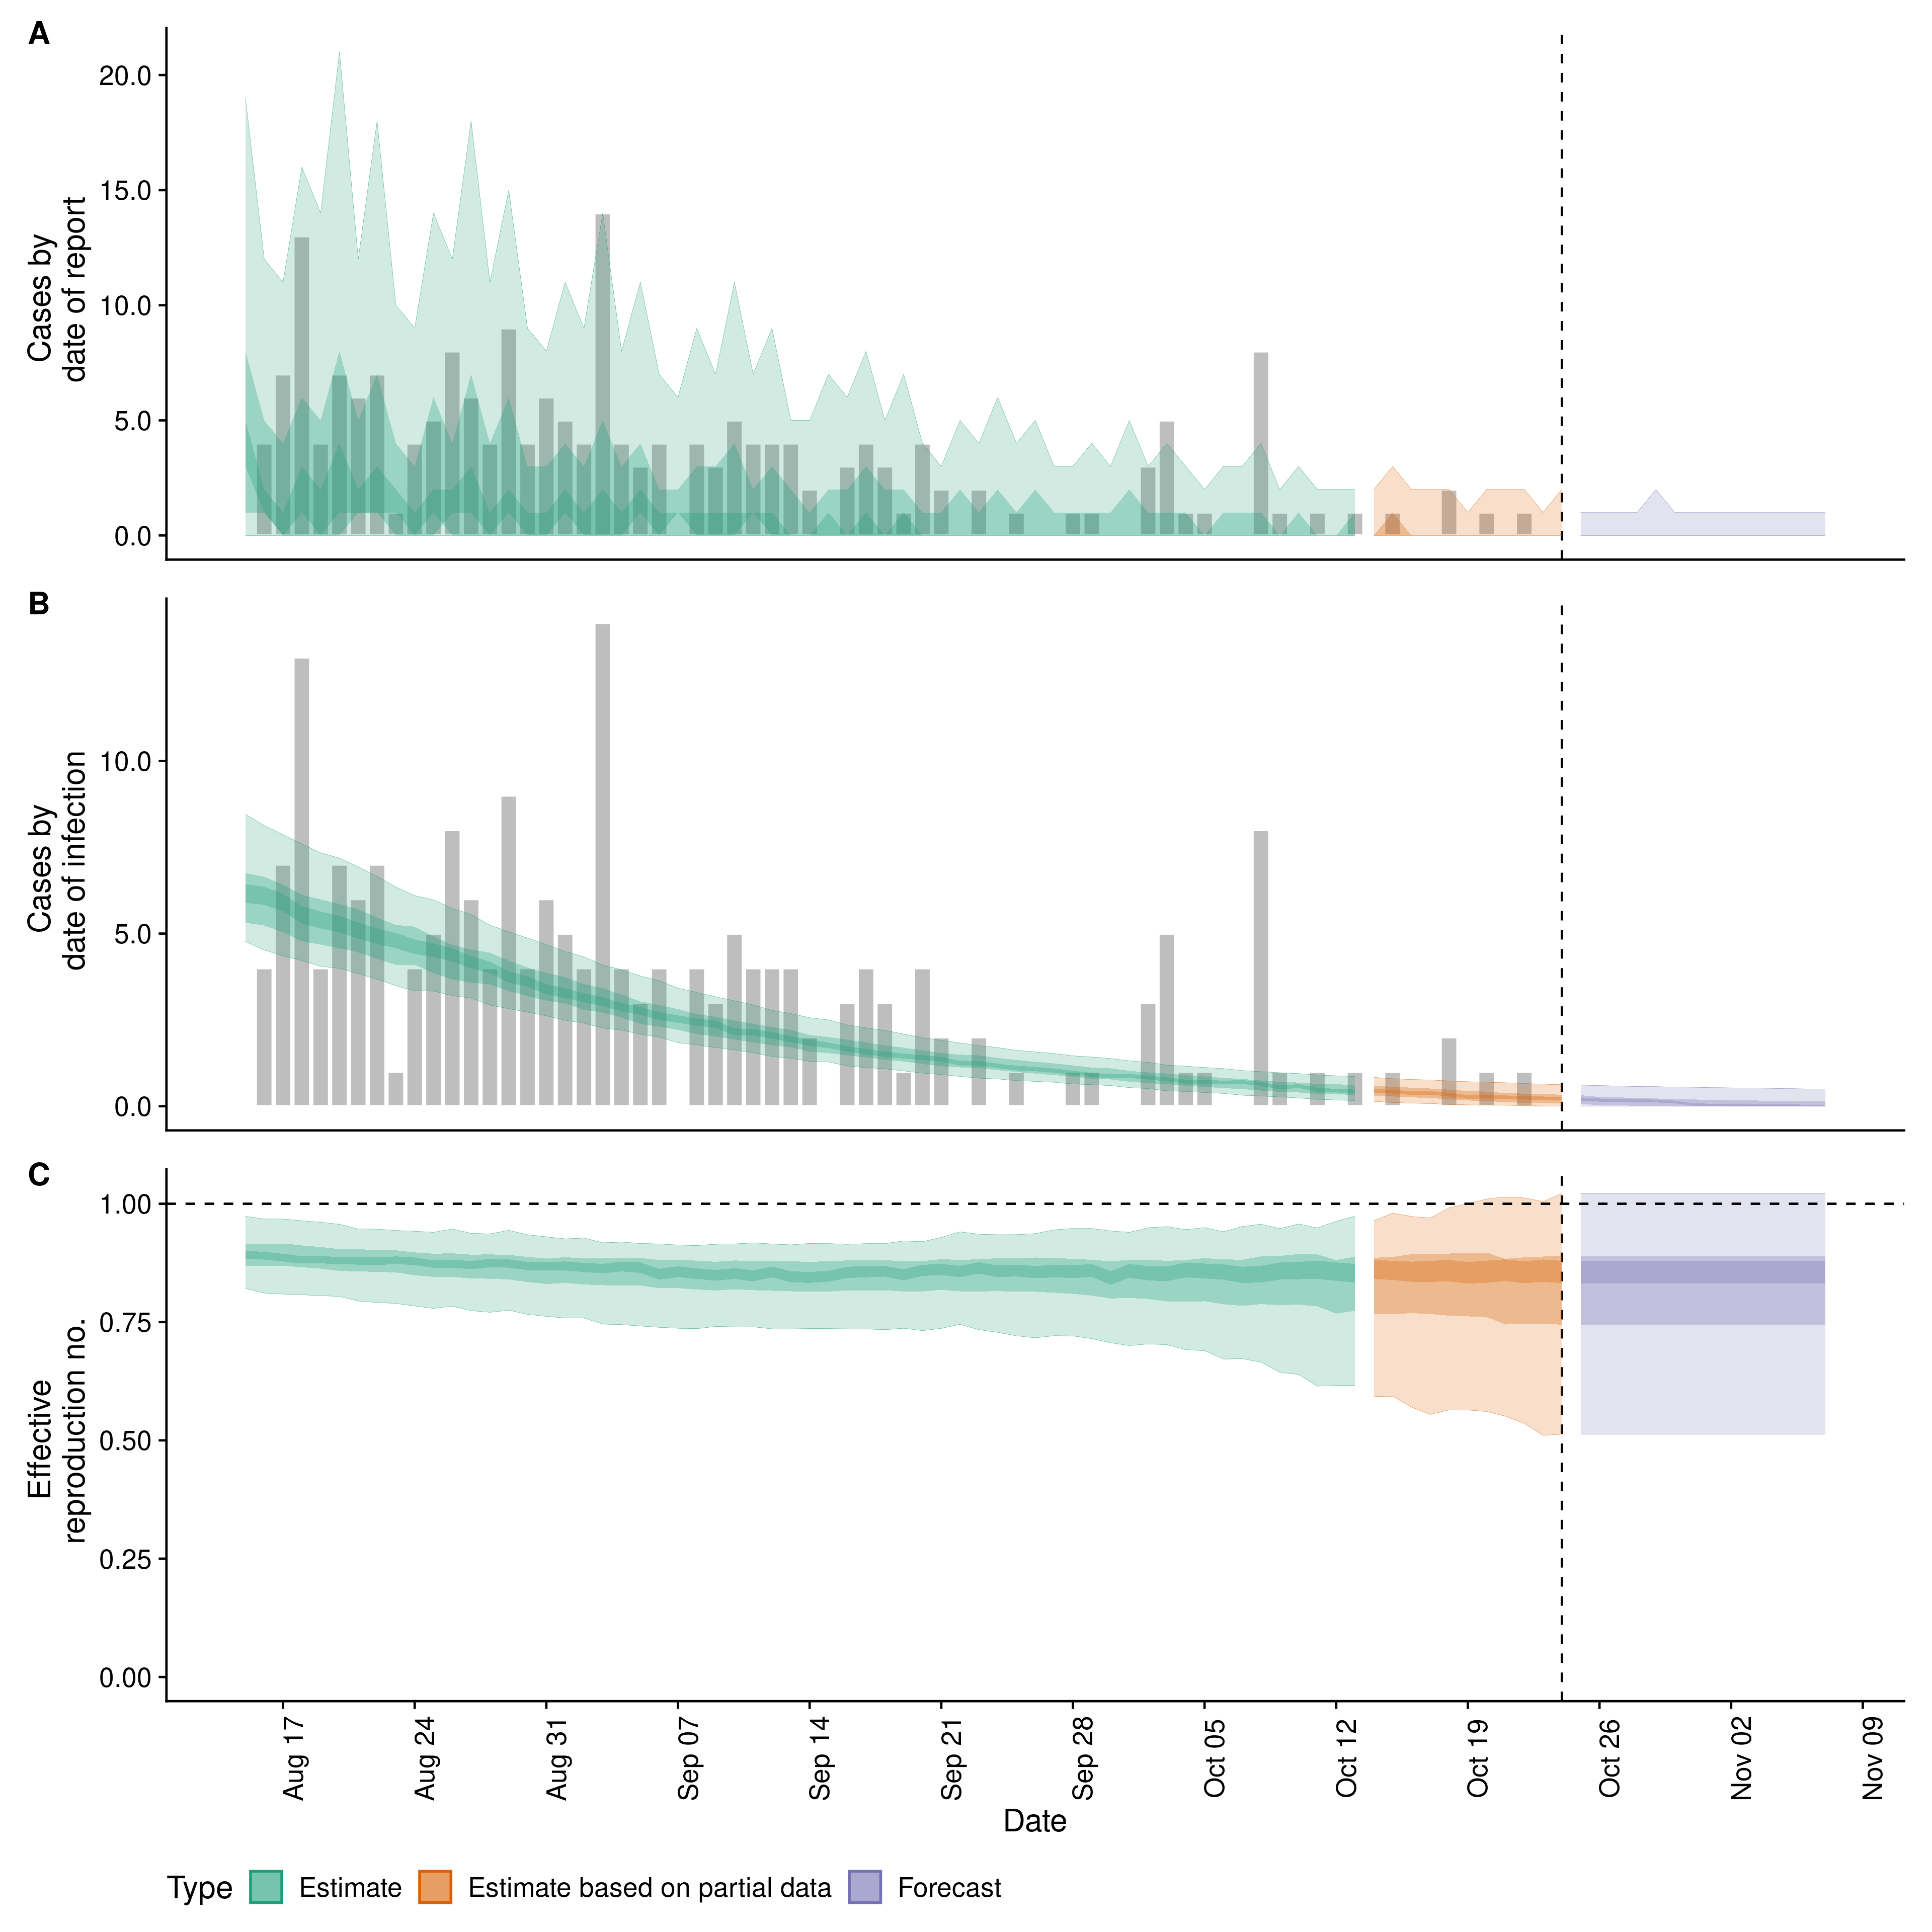 A
20.0
15.0
10.0
5.0
0.0
Cases by
date of report
B
10.0
5.0
0.0
Cases by
date of infection
C
1.00
0.75
0.50
0.25
0.00
Effective
reproduction no.
Aug 17
Aug 24
Aug 31
Sep 07
Sep 14
Sep 21
Sep 28
Oct 05
Oct 12
Oct 19
Oct 26
Nov 02
Nov 09
Date
Type
Estimate
Estimate based on partial data
Forecast